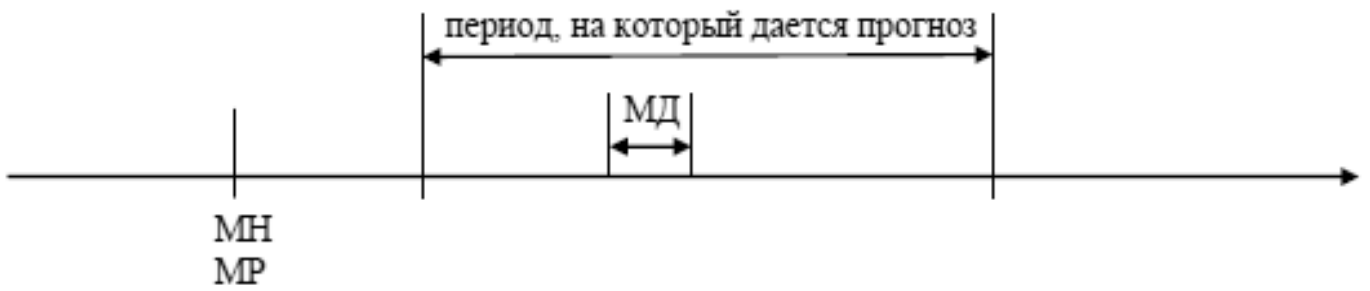 период, на который дается прогноз
МД
МН
МР